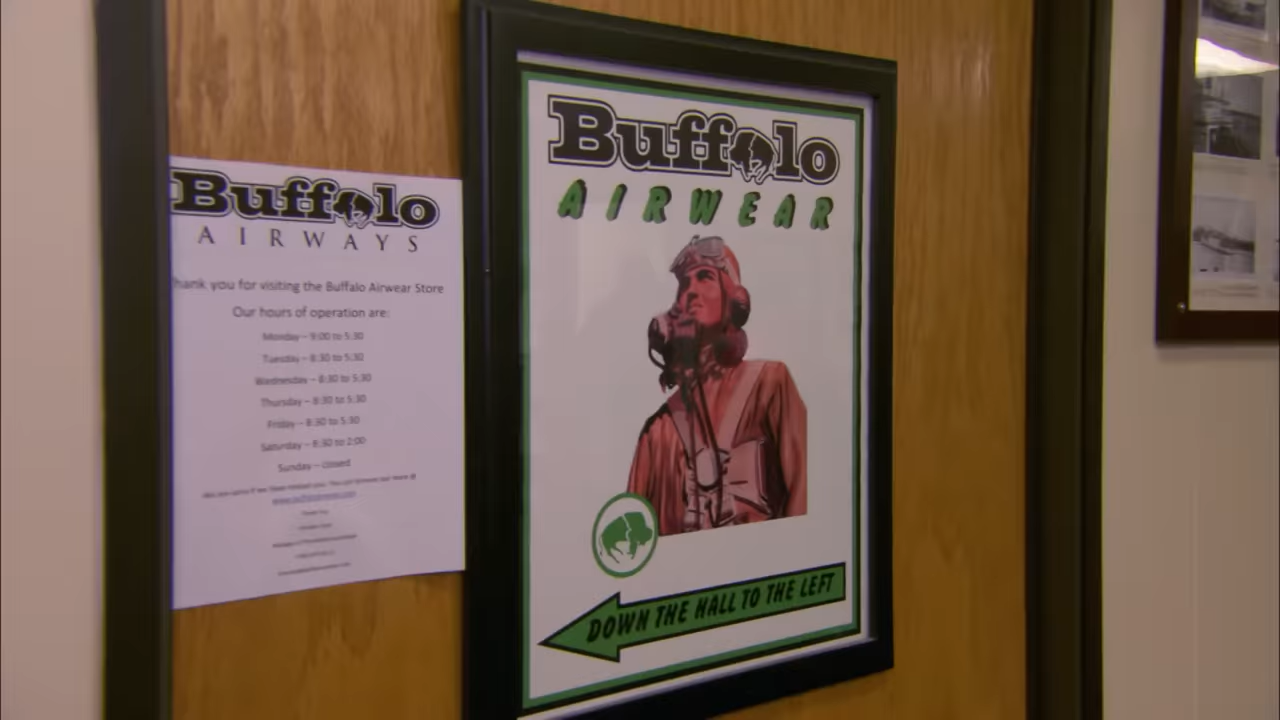 Buffalo
AIRWAYS
hank you for visiting the Buffalo Airwear Store
Our hours of operation are:
Monday – 9:00 to 5:30
Tuesday – 8:30 to 5:30
Wednesday – 8:30 to 5:30
Thursday – 8:30 to 5:30
Friday – 8:30 to 5:30
Saturday – 8:30 to 2:00
Sunday – closed
Buffalo
AIRWEAR
DOWN THE HALL TO THE LEFT